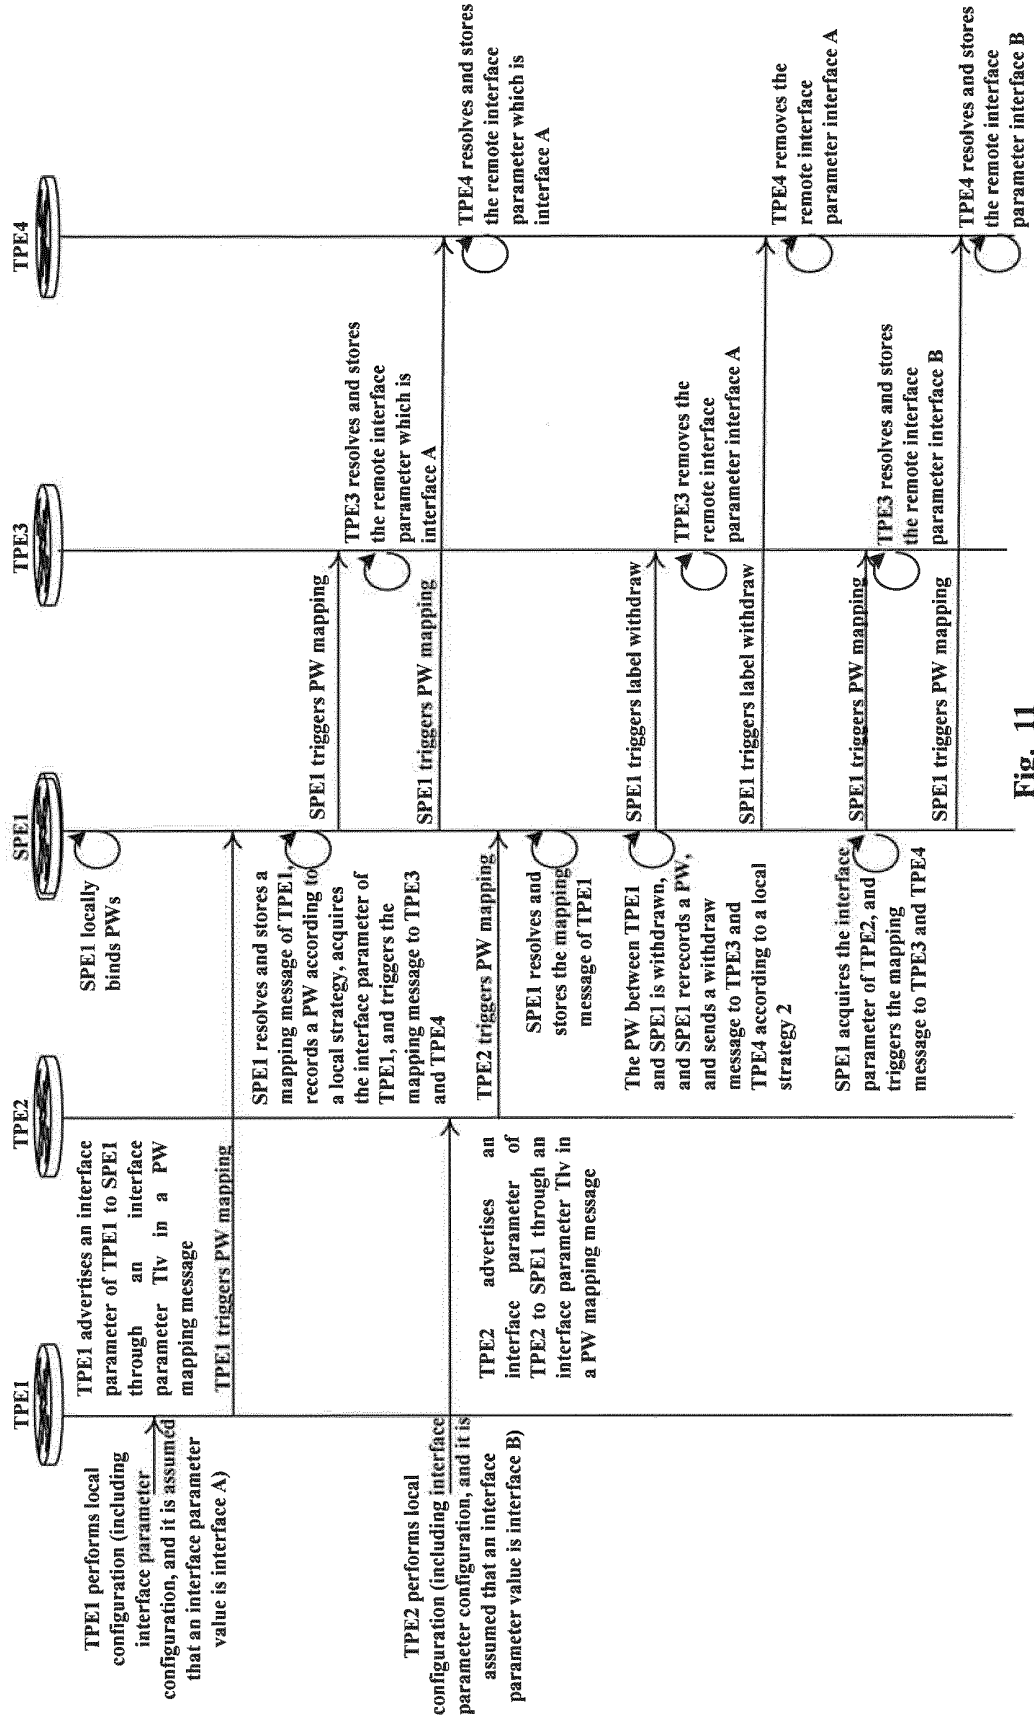 TPE1
TPE2
SPE1
TPE3
TPE4
TPE1 performs local
configuration (including
interface parameter
configuration, and it is assumed
that an interface parameter
value is interface A)
TPE1 advertises an interface
parameter of TPE1 to SPE1
through an interface
parameter Tlv in a PW
mapping message
TPE1 triggers PW mapping
SPE1 locally
binds PWs
SPE1 resolves and stores a
mapping message of TPE1,
records a PW according to
a local strategy, acquires
the interface parameter of
TPE1, and triggers the
mapping message to TPE3
and TPE4
SPE1 triggers PW mapping
TPE3 resolves and stores
the remote interface
parameter which is
interface A
SPE1 triggers PW mapping
TPE4 resolves and stores
the remote interface
parameter which is
interface A
TPE2 performs local
configuration (including interface
parameter configuration, and it is
assumed that an interface
parameter value is interface B)
TPE2 advertises an
interface parameter of
TPE2 to SPE1 through an
interface parameter Tlv in
a PW mapping message
TPE2 triggers PW mapping
SPE1 resolves and
stores the mapping
message of TPE1
The PW between TPE1
and SPE1 is withdrawn,
and SPE1 rerecords a PW,
and sends a withdraw
message to TPE3 and
TPE4 according to a local
strategy 2
SPE1 triggers label withdraw
TPE3 removes the
remote interface
parameter interface A
SPE1 triggers label withdraw
TPE4 removes the
remote interface
parameter interface A
SPE1 acquires the interface
parameter of TPE2, and
triggers the mapping
message to TPE3 and TPE4
SPE1 triggers PW mapping
TPE3 resolves and stores
the remote interface
parameter interface B
SPE1 triggers PW mapping
TPE4 resolves and stores
the remote interface
parameter interface B
Fig. 11